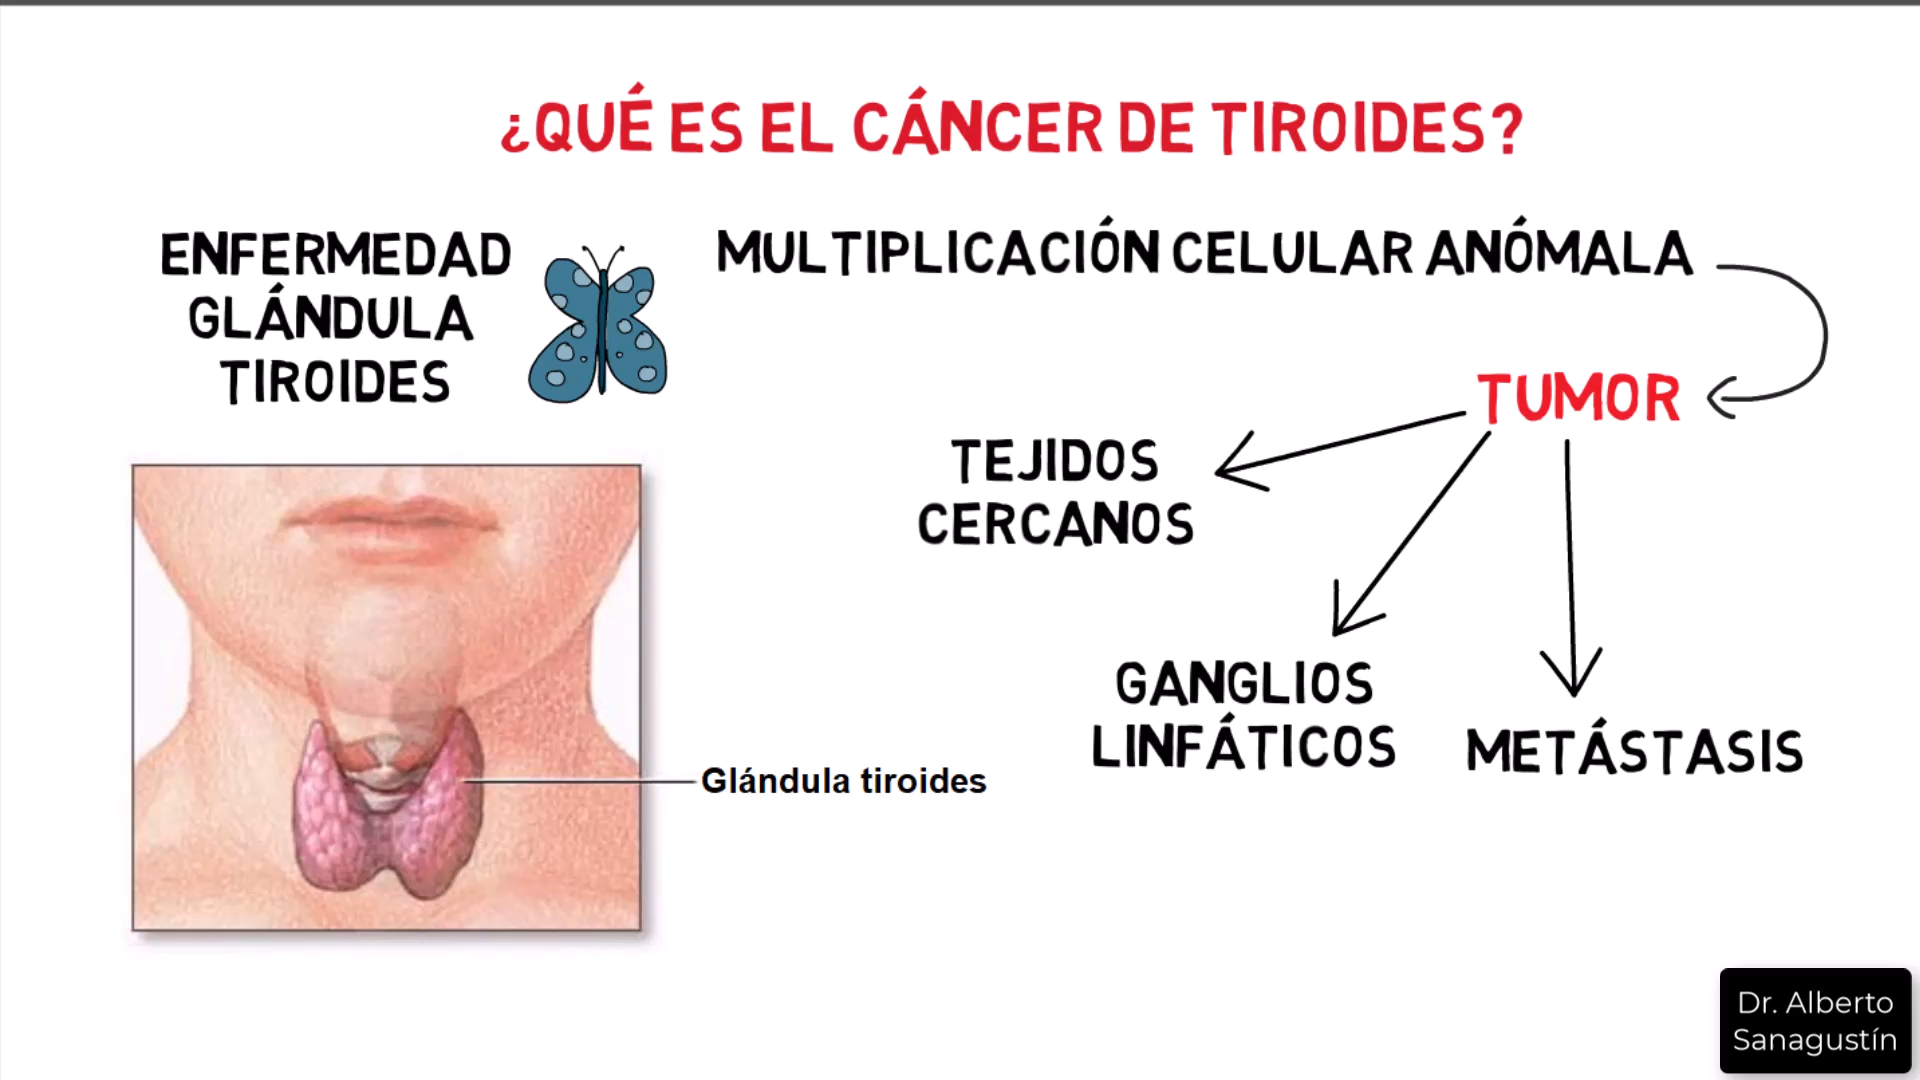 ¿QUÉ ES EL CÁNCER DE TIROIDES?
ENFERMEDAD
GLÁNDULA
TIROIDES
MULTIPLICACIÓN CELULAR ANÓMALA
TUMOR
TEJIDOS
CERCANOS
GANGLIOS
LINFÁTICOS
METÁSTASIS
Glándula tiroides
Dr. Alberto
Sanagustín